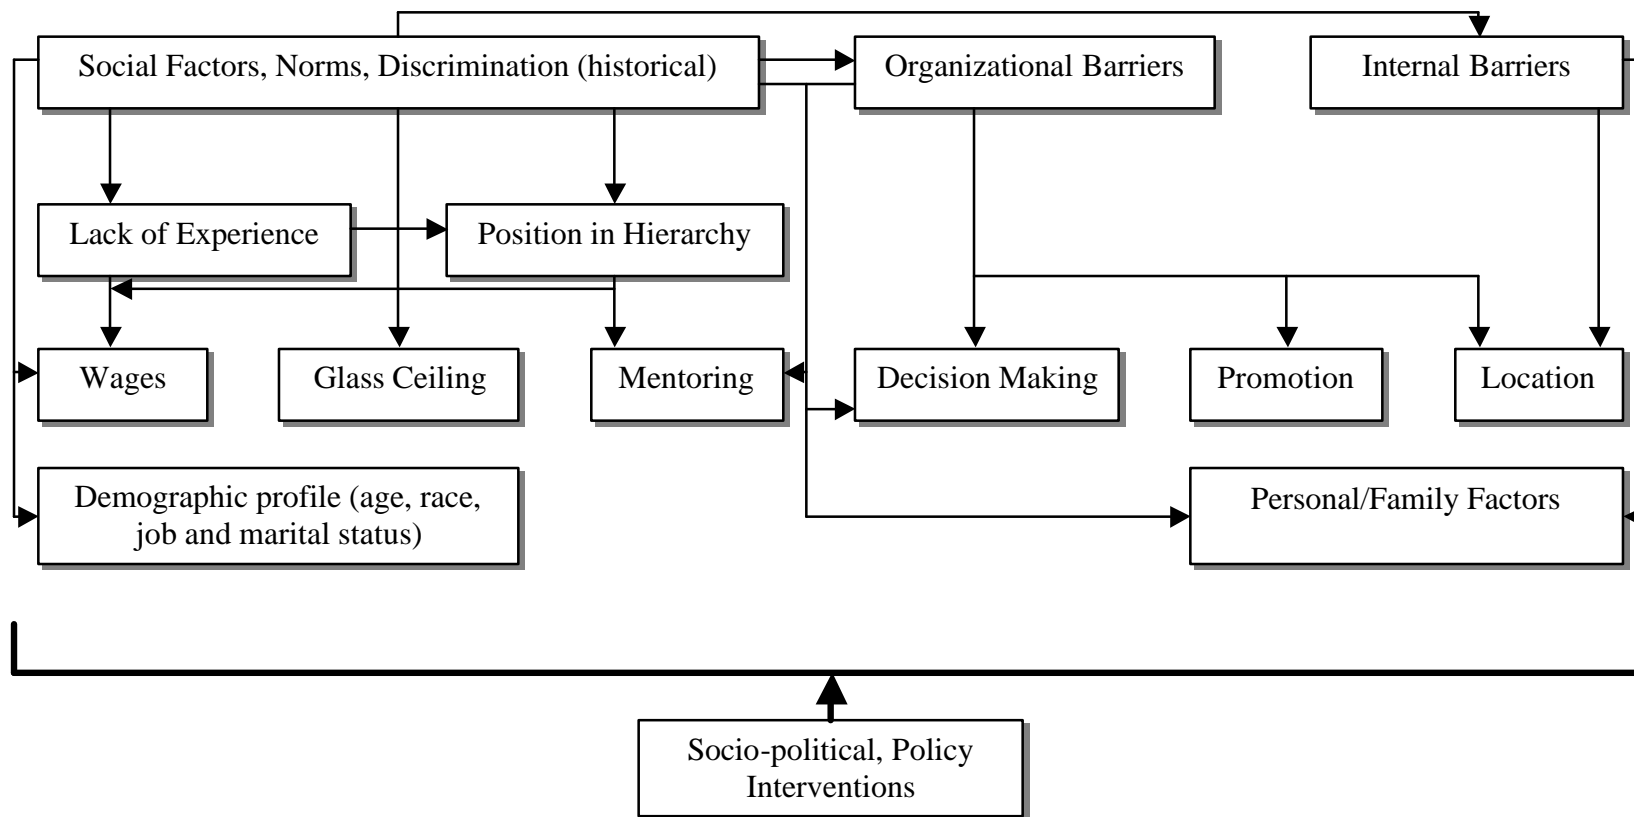 Social Factors, Norms, Discrimination (historical)
Organizational Barriers
Internal Barriers
Lack of Experience
Position in Hierarchy
Wages
Glass Ceiling
Mentoring
Decision Making
Promotion
Location
Demographic profile (age, race,
job and marital status)
Personal/Family Factors
Socio-political, Policy
Interventions